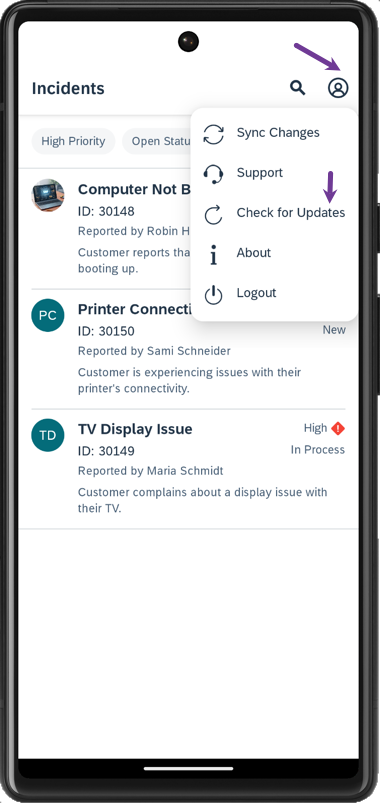 Incidents
Sync Changes
Support
Check for Updates
About
Logout
High Priority
Open Statu
Computer Not B
ID: 30148
Reported by Robin H
Customer reports tha
booting up.
PC
Printer Connecti
ID: 30150
New
Reported by Sami Schneider
Customer is experiencing issues with their
printer's connectivity.
TD
TV Display Issue
High
ID: 30149
In Process
Reported by Maria Schmidt
Customer complains about a display issue with
their TV.